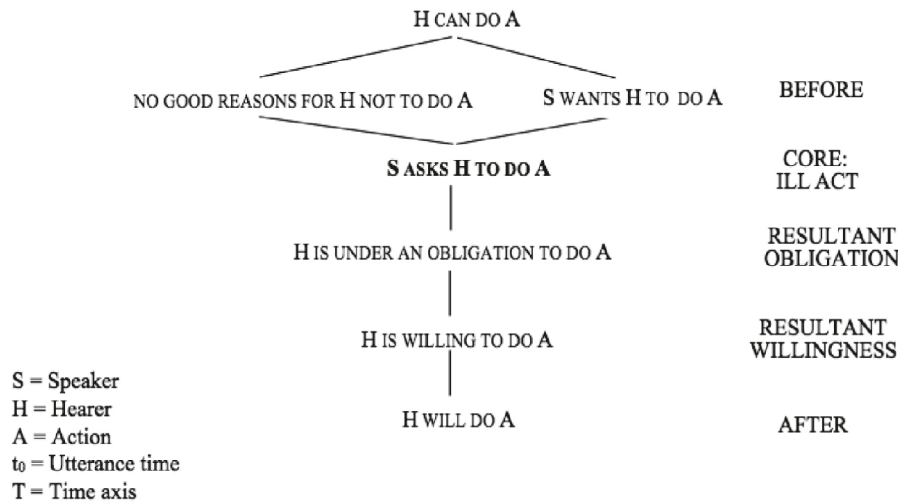 H CAN DO A
NO GOOD REASONS FOR H NOT TO DO A
S WANTS H TO DO A
BEFORE
S ASKS H TO DO A
CORE:
ILL ACT
H IS UNDER AN OBLIGATION TO DO A
RESULTANT
OBLIGATION
H IS WILLING TO DO A
RESULTANT
WILLINGNESS
H WILL DO A
AFTER
S = Speaker
H = Hearer
A = Action
t₀ = Utterance time
T = Time axis